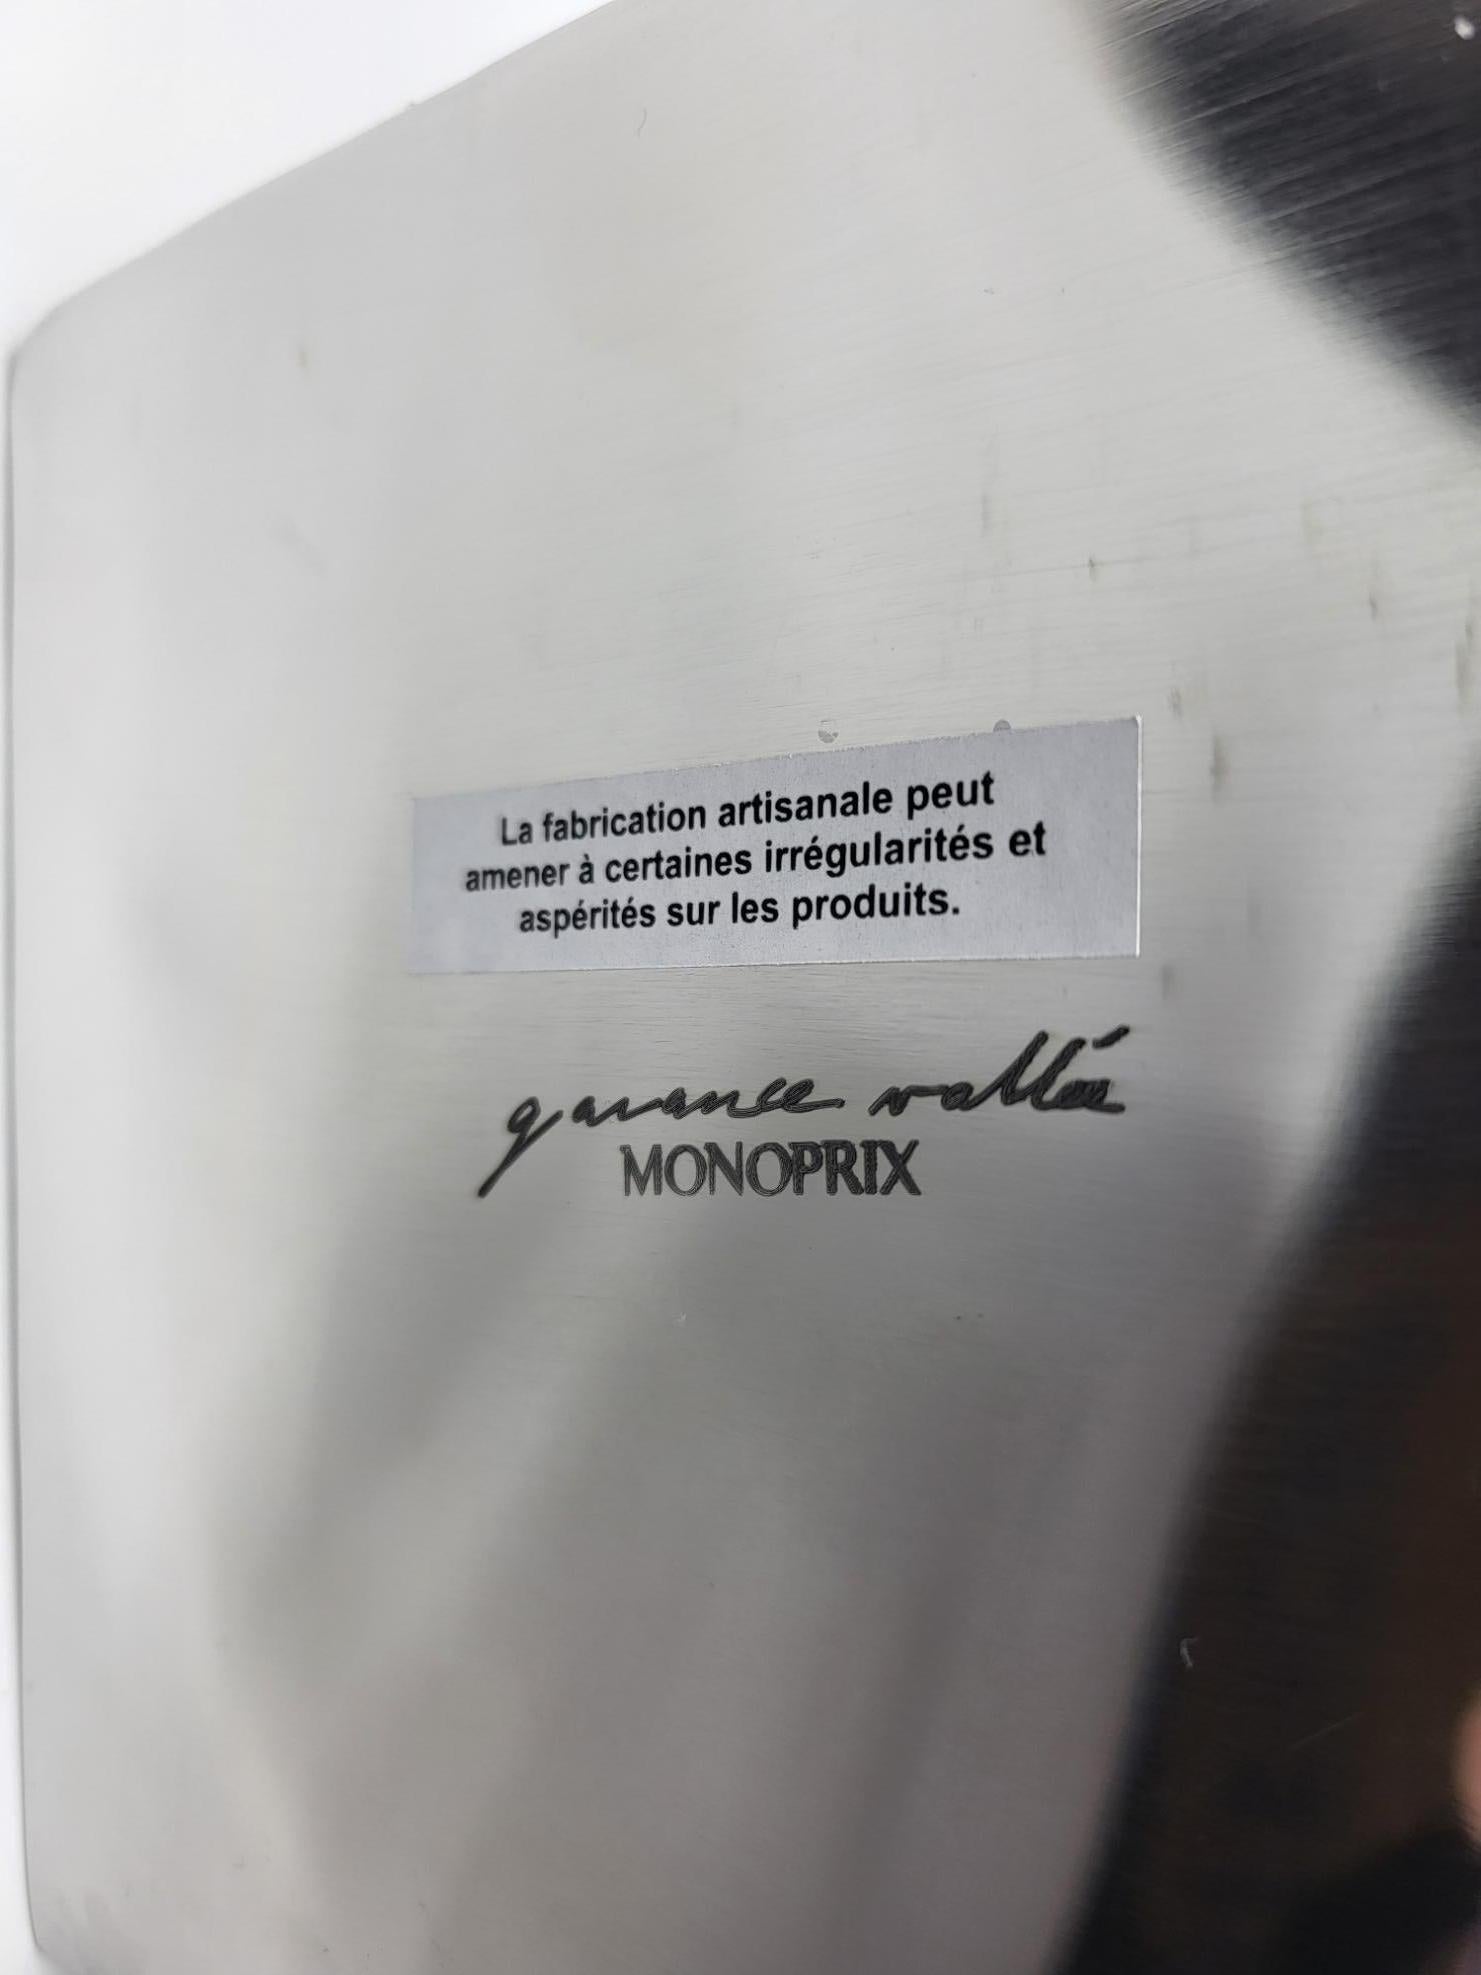 La fabrication artisanale peut
amener à certaines irrégularités et
aspérités sur les produits.
garance vallée
MONOPRIX